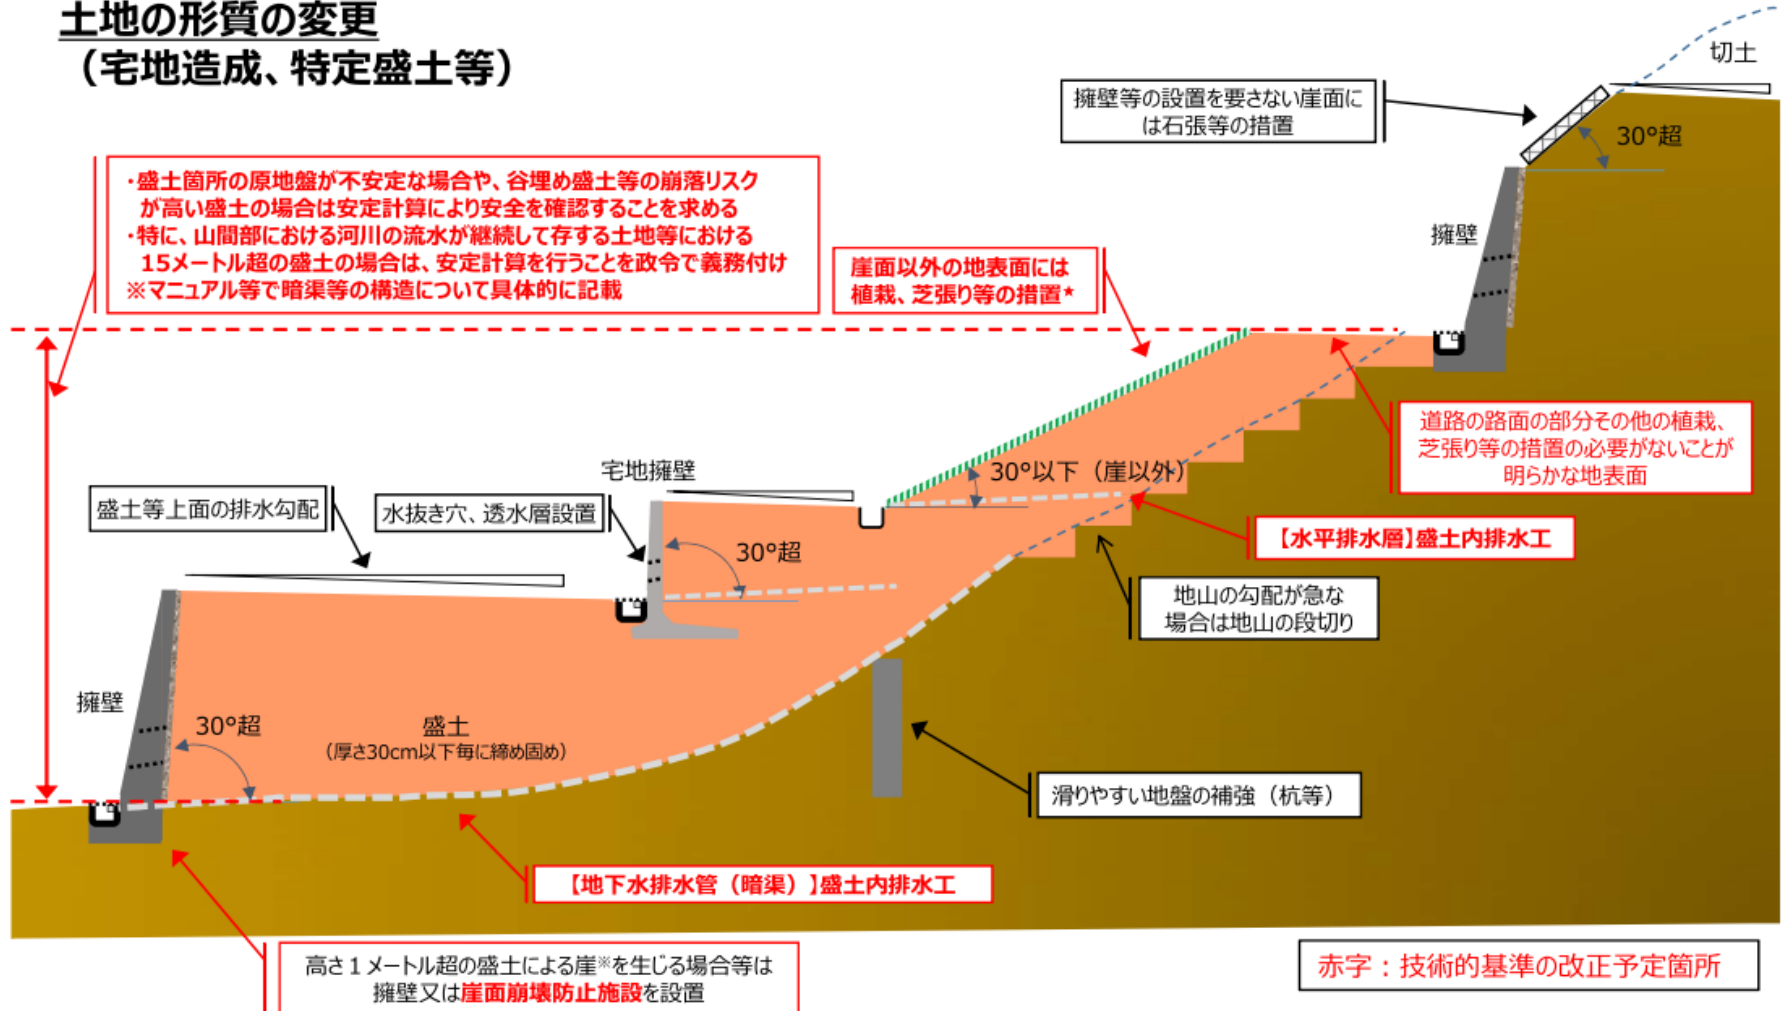 土地の形質の変更
（宅地造成、特定盛土等）
切土
擁壁等の設置を要さない崖面に
は石張等の措置
30°超
・盛土箇所の原地盤が不安定な場合や、谷埋め盛土等の崩落リスク
が高い盛土の場合は安定計算により安全を確認することを求める
・特に、山間部における河川の流水が継続して存する土地等における
15メートル超の盛土の場合は、安定計算を行うことを政令で義務付け
※マニュアル等で暗渠等の構造について具体的に記載
擁壁
崖面以外の地表面には
植栽、芝張り等の措置★
道路の路面の部分その他の植栽、
芝張り等の措置の必要がないことが
明らかな地表面
宅地擁壁
30°以下（崖以外）
盛土等上面の排水勾配
水抜き穴、透水層設置
【水平排水層】盛土内排水工
30°超
地山の勾配が急な
場合は地山の段切り
擁壁
30°超
盛土
（厚さ30cm以下毎に締め固め）
滑りやすい地盤の補強（杭等）
【地下水排水管（暗渠）】盛土内排水工
高さ１メートル超の盛土による崖※を生じる場合等は
擁壁又は崖面崩壊防止施設を設置
赤字：技術的基準の改正予定箇所